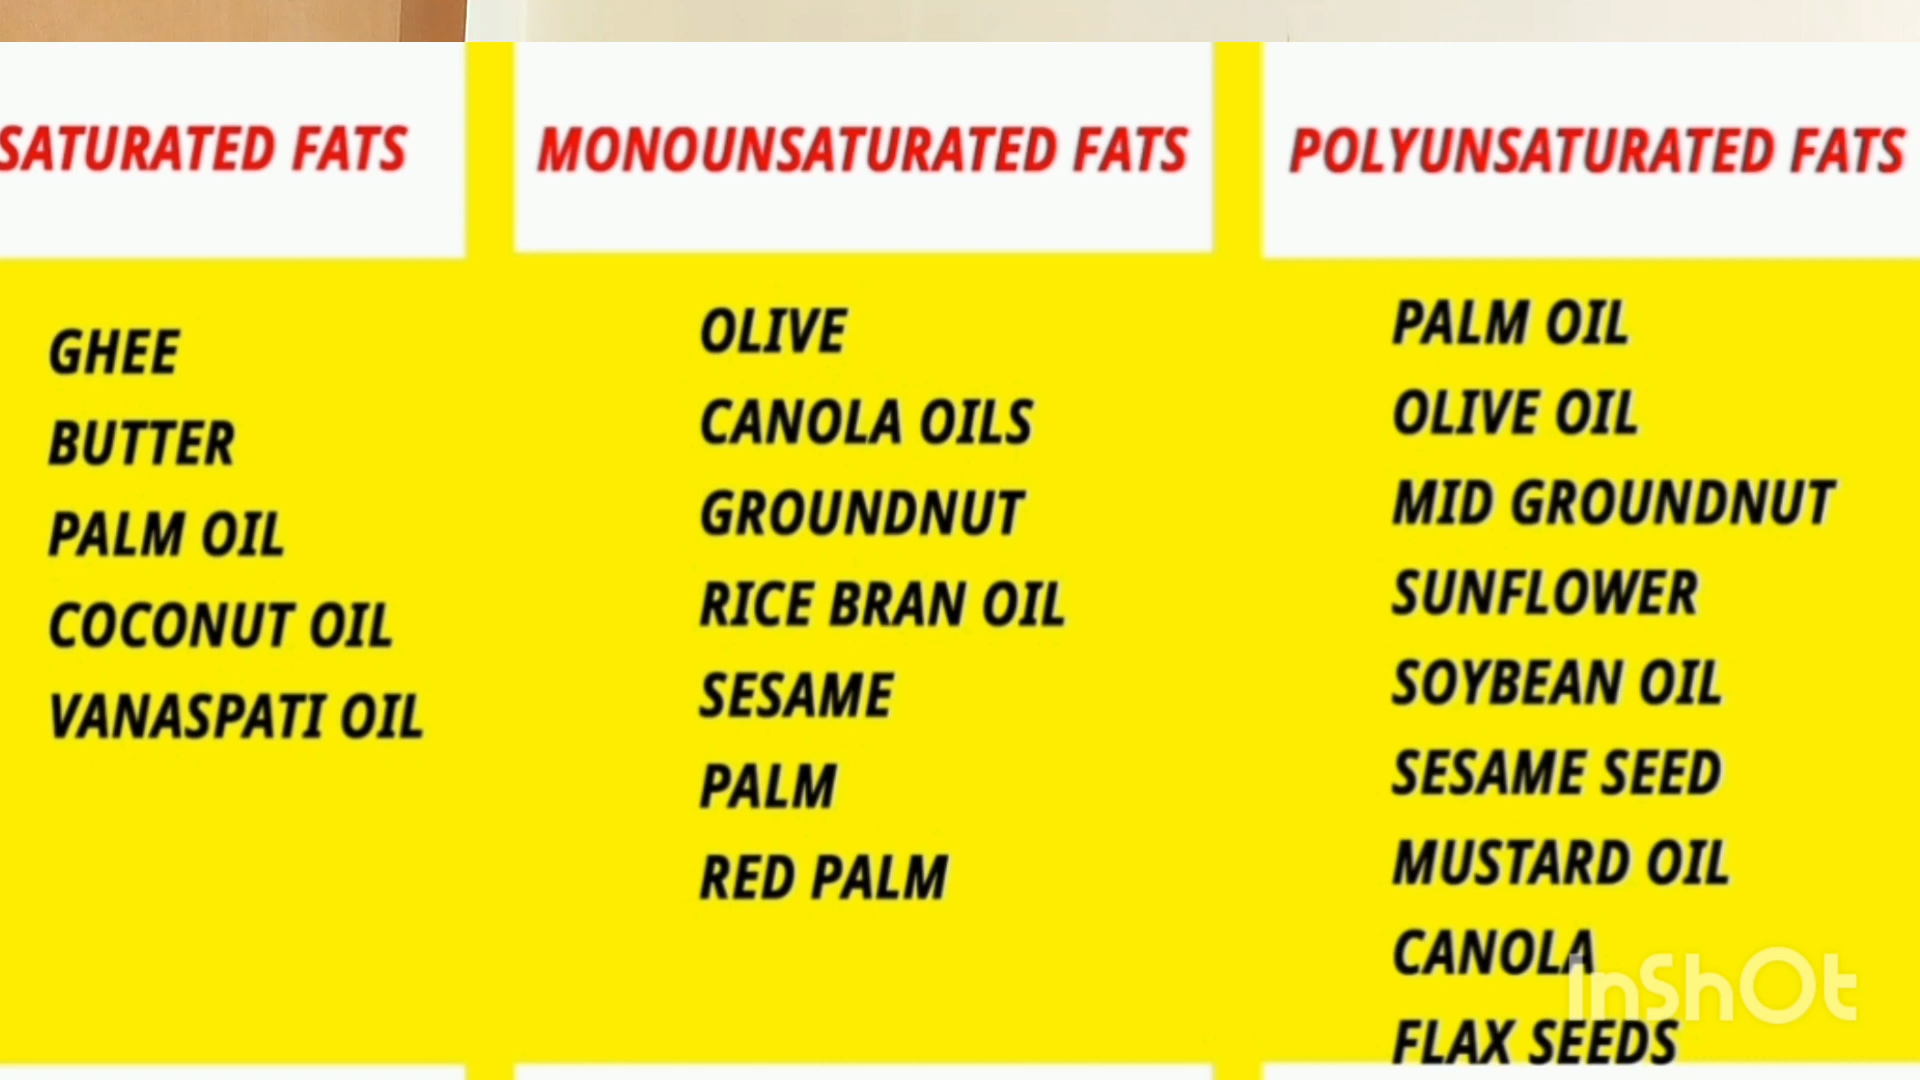 SATURATED FATS
GHEE
BUTTER
PALM OIL
COCONUT OIL
VANASPATI OIL
MONOUNSATURATED FATS
OLIVE
CANOLA OILS
GROUNDNUT
RICE BRAN OIL
SESAME
PALM
RED PALM
POLYUNSATURATED FATS
PALM OIL
OLIVE OIL
MID GROUNDNUT
SUNFLOWER
SOYBEAN OIL
SESAME SEED
MUSTARD OIL
CANOLA
FLAX SEEDS
InShOt